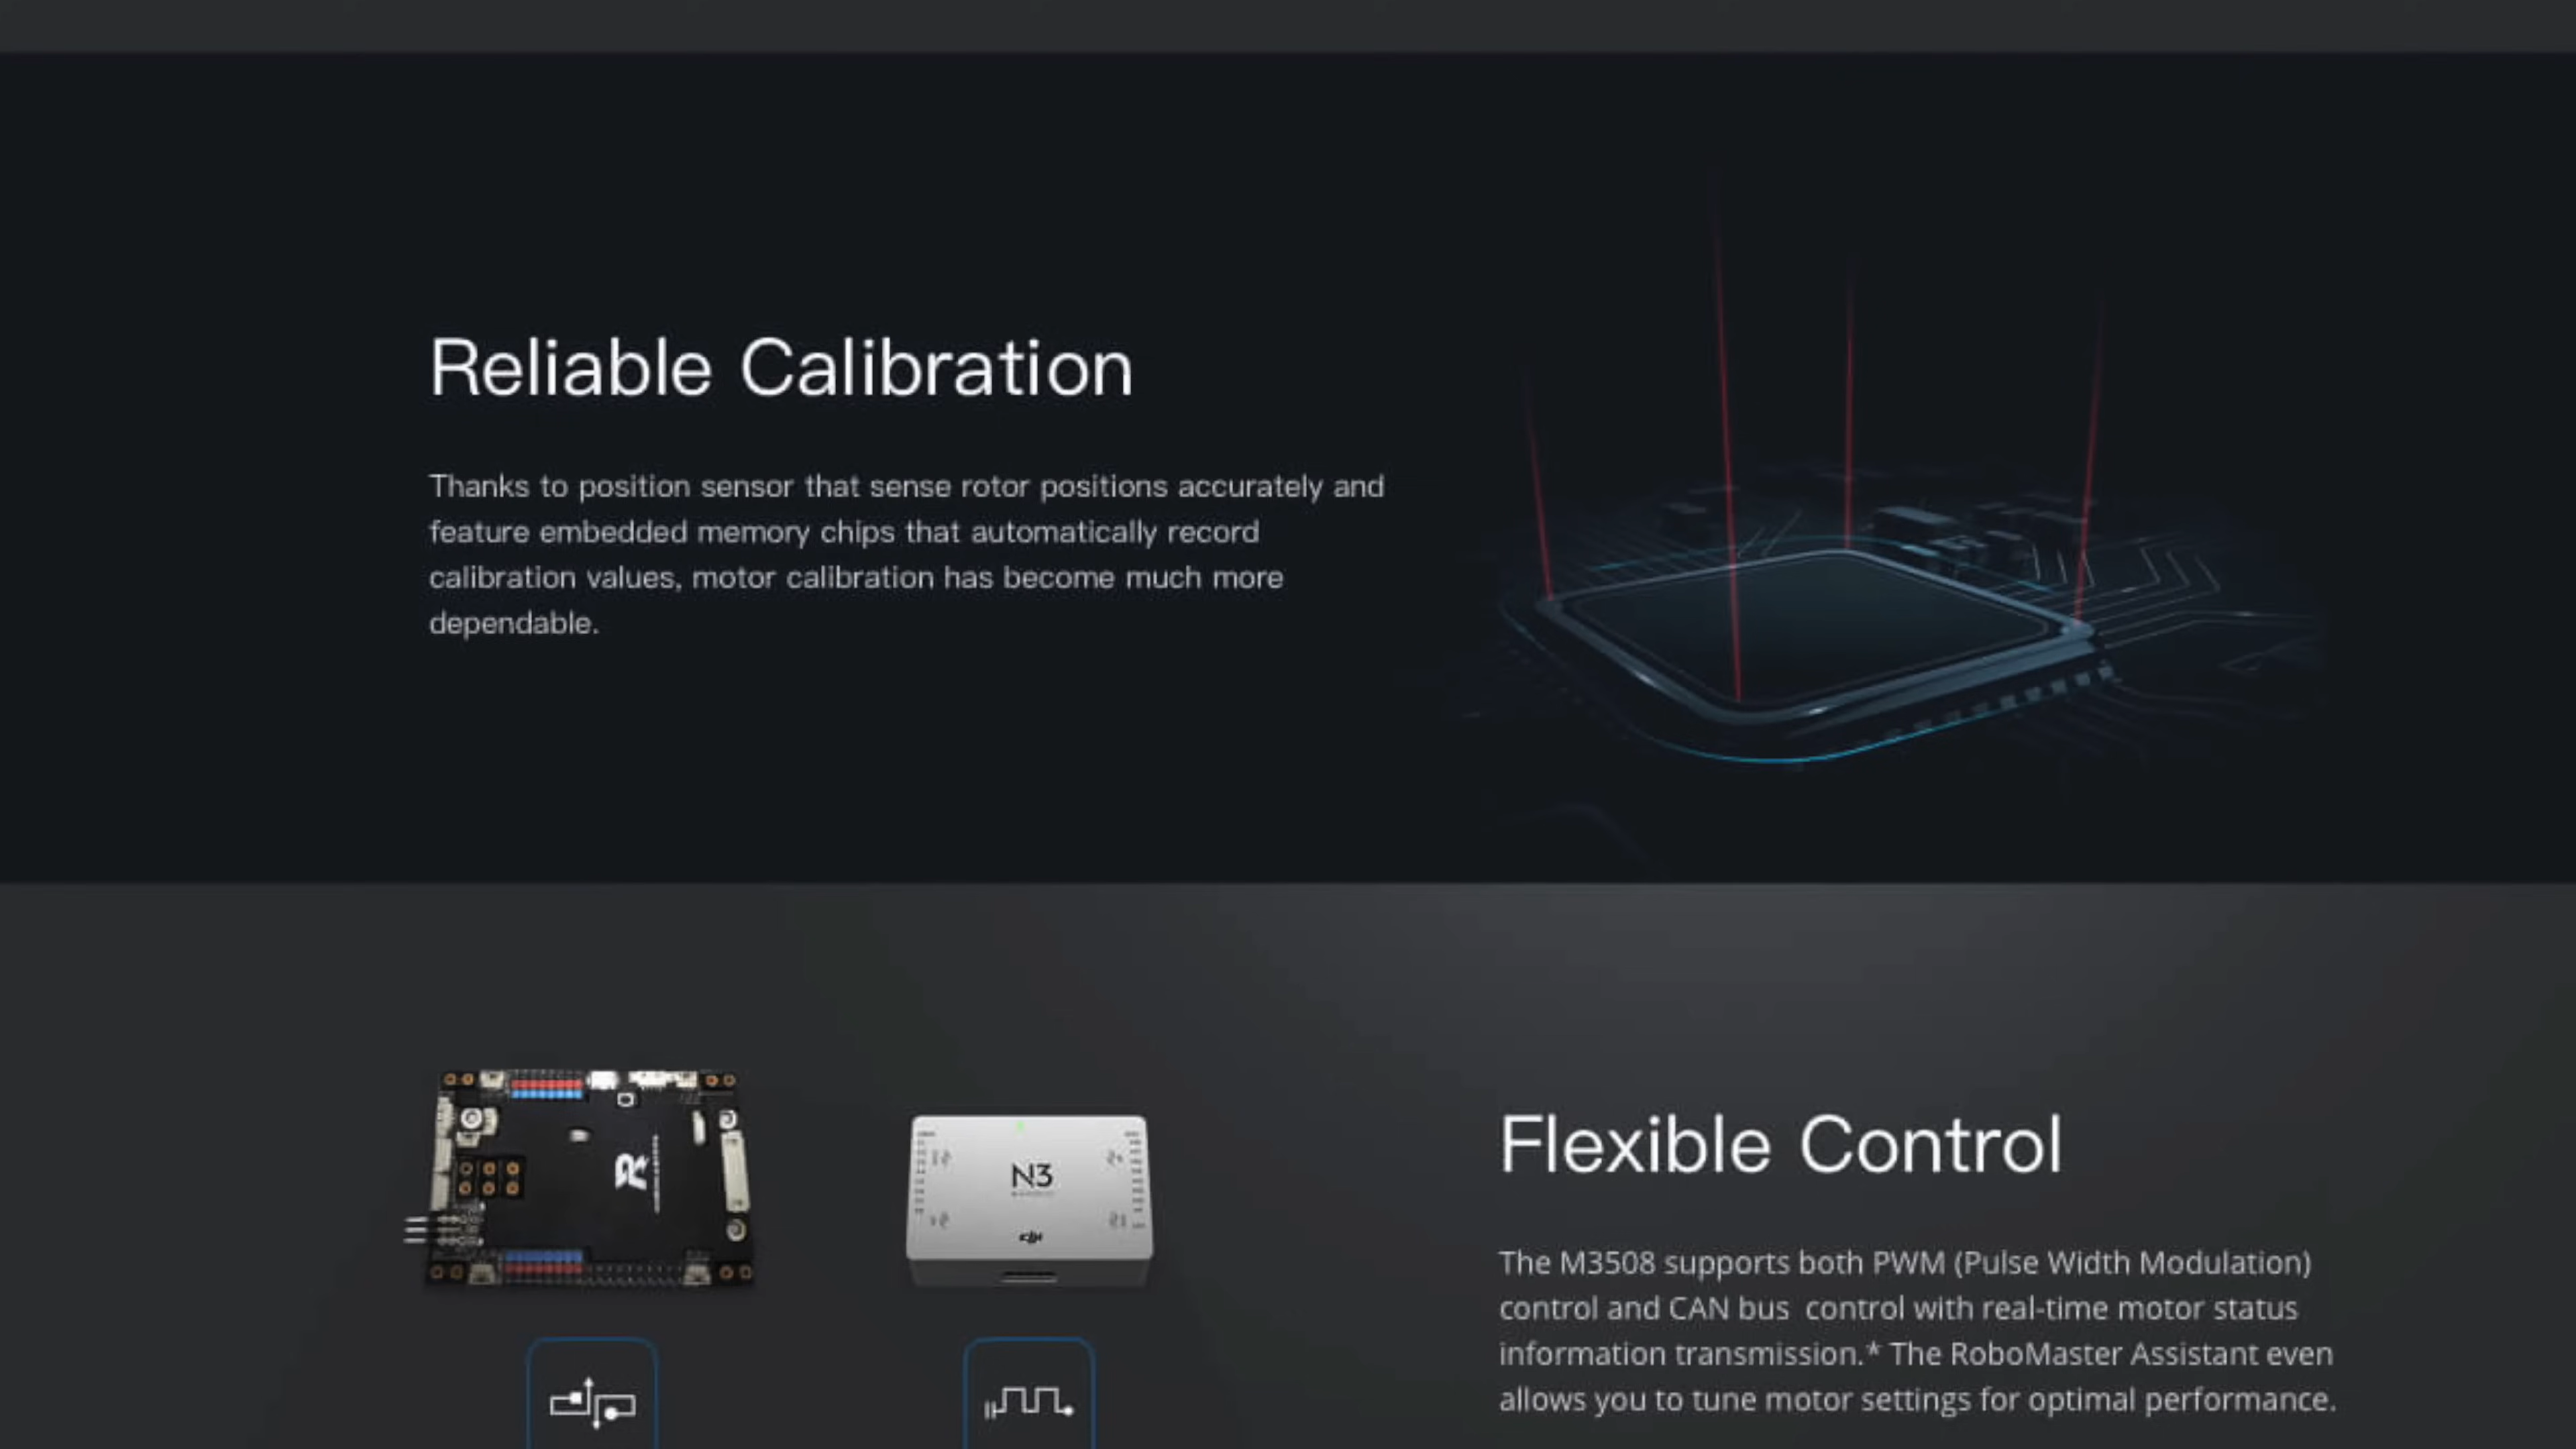 Reliable Calibration
Thanks to position sensor that sense rotor positions accurately and
feature embedded memory chips that automatically record
calibration values, motor calibration has become much more
dependable.
N3
dji
Flexible Control
The M3508 supports both PWM (Pulse Width Modulation)
control and CAN bus control with real-time motor status
information transmission.* The RoboMaster Assistant even
allows you to tune motor settings for optimal performance.